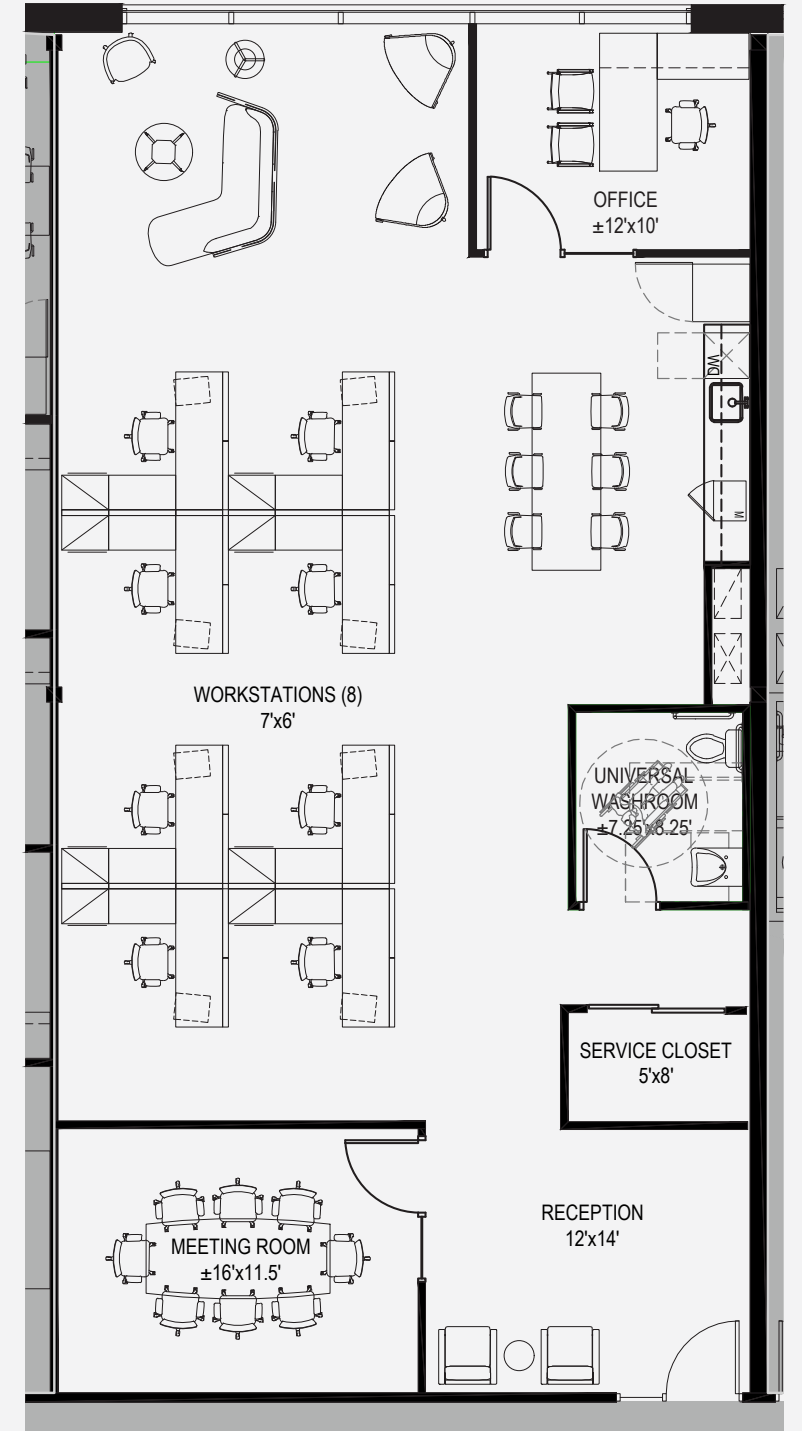 OFFICE
±12'x10'
WD
M
WORKSTATIONS (8)
7'x6'
UNIVERSAL
WASHROOM
±7.25'x8.25'
SERVICE CLOSET
5'x8'
RECEPTION
12'x14'
MEETING ROOM
±16'x11.5'